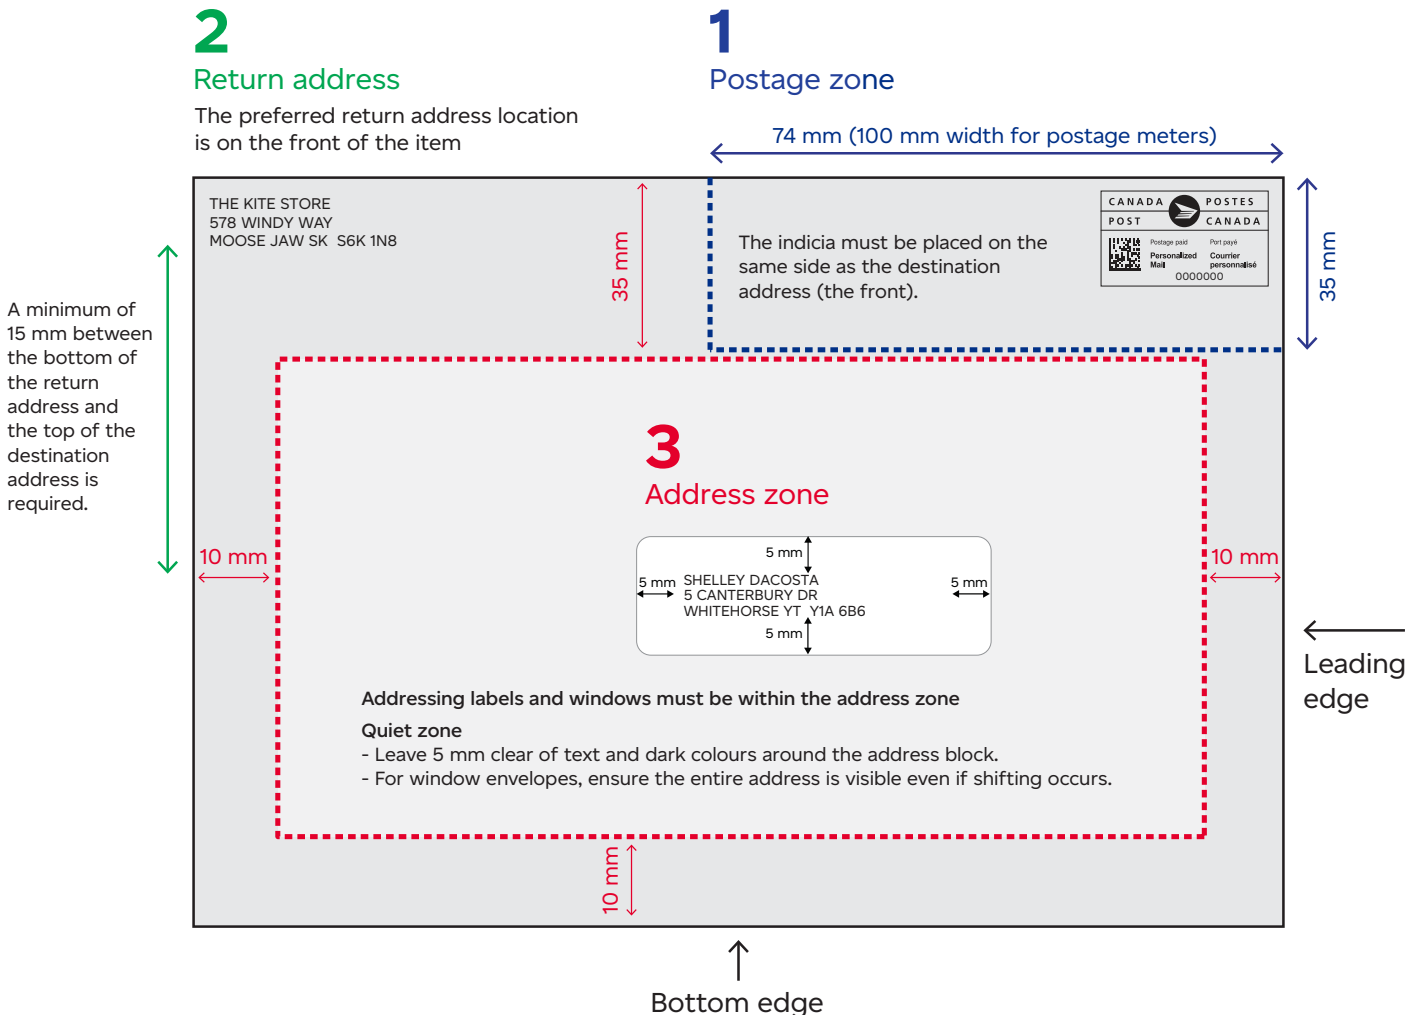 2
Return address
The preferred return address location
is on the front of the item
1
Postage zone
74 mm (100 mm width for postage meters)
THE KITE STORE
578 WINDY WAY
MOOSE JAW SK  S6K 1N8
35 mm
The indicia must be placed on the
same side as the destination
address (the front).
CANADA POSTES
POST CANADA
Postage paid Port payé
Personalized Courrier
Mail personnalisé
0000000
35 mm
A minimum of
15 mm between
the bottom of
the return
address and
the top of the
destination
address is
required.
3
Address zone
10 mm
10 mm
5 mm
5 mm
SHELLEY DACOSTA
5 CANTERBURY DR
WHITEHORSE YT  Y1A 6B6
5 mm
5 mm
Leading
edge
Addressing labels and windows must be within the address zone
Quiet zone
- Leave 5 mm clear of text and dark colours around the address block.
- For window envelopes, ensure the entire address is visible even if shifting occurs.
10 mm
Bottom edge